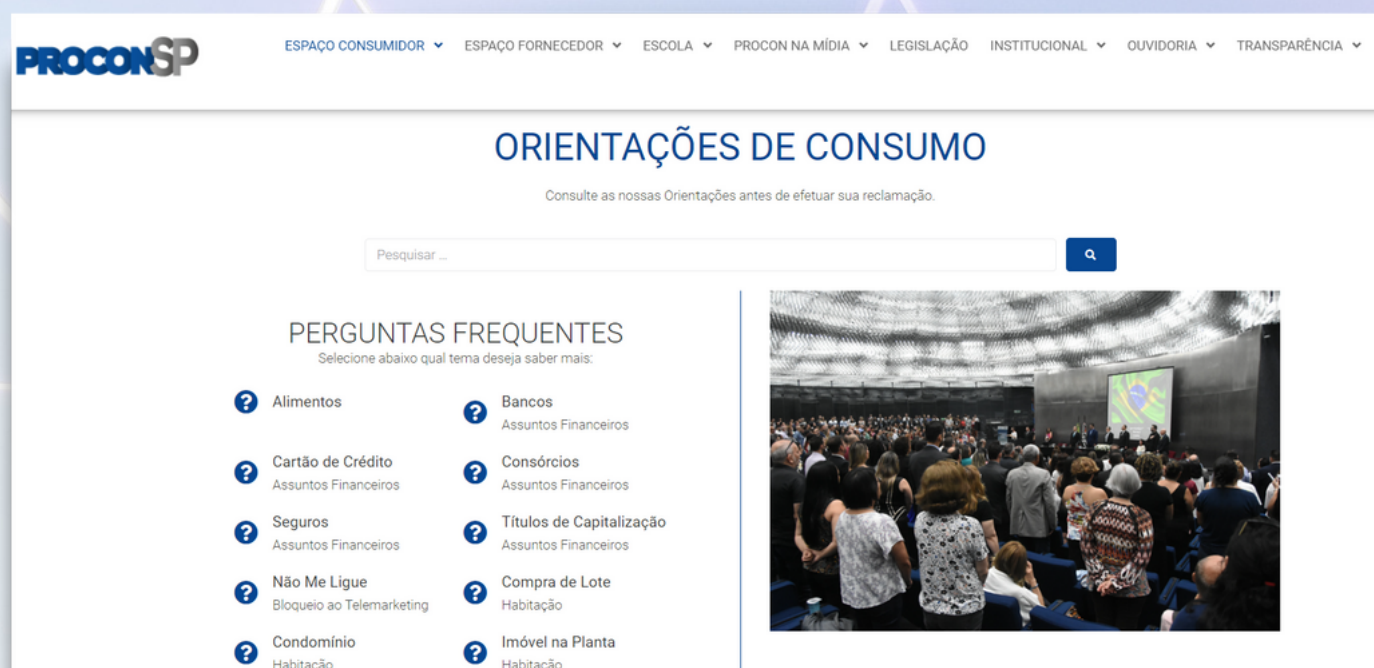 PROCONSP
ESPAÇO CONSUMIDOR ESPAÇO FORNECEDOR ESCOLA PROCON NA MÍDIA LEGISLAÇÃO INSTITUCIONAL OUVIDORIA TRANSPARÊNCIA
ORIENTAÇÕES DE CONSUMO
Consulte as nossas Orientações antes de efetuar sua reclamação.
Pesquisar ...
PERGUNTAS FREQUENTES
Selecione abaixo qual tema deseja saber mais:
Alimentos
Bancos
Assuntos Financeiros
Cartão de Crédito
Assuntos Financeiros
Consórcios
Assuntos Financeiros
Seguros
Assuntos Financeiros
Títulos de Capitalização
Assuntos Financeiros
Não Me Ligue
Bloqueio ao Telemarketing
Compra de Lote
Habitação
Condomínio
Habitação
Imóvel na Planta
Habitação